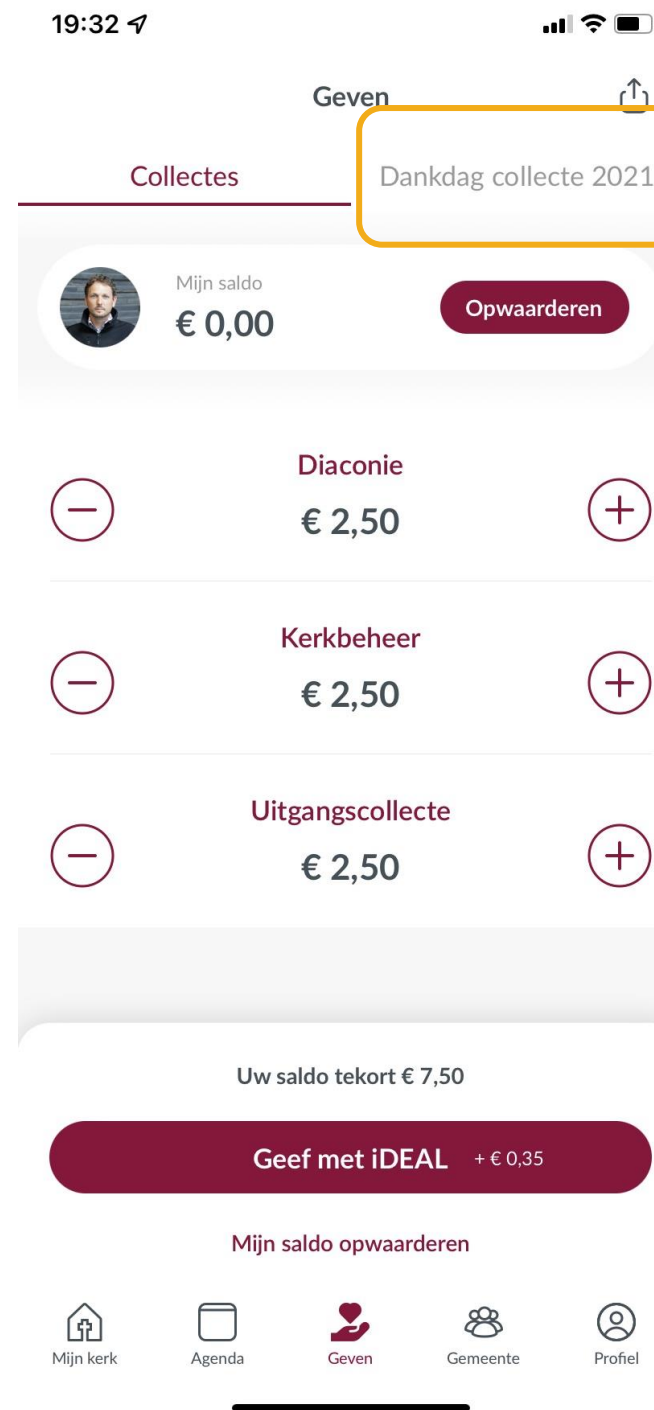 19:32
Geven
Collectes
Dankdag collecte 2021
Mijn saldo
€ 0,00
Opwaarderen
Diaconie
€ 2,50
Kerkbeheer
€ 2,50
Uitgangscollecte
€ 2,50
Uw saldo tekort € 7,50
Geef met iDEAL + € 0,35
Mijn saldo opwaarderen
Mijn kerk Agenda Geven Gemeente Profiel